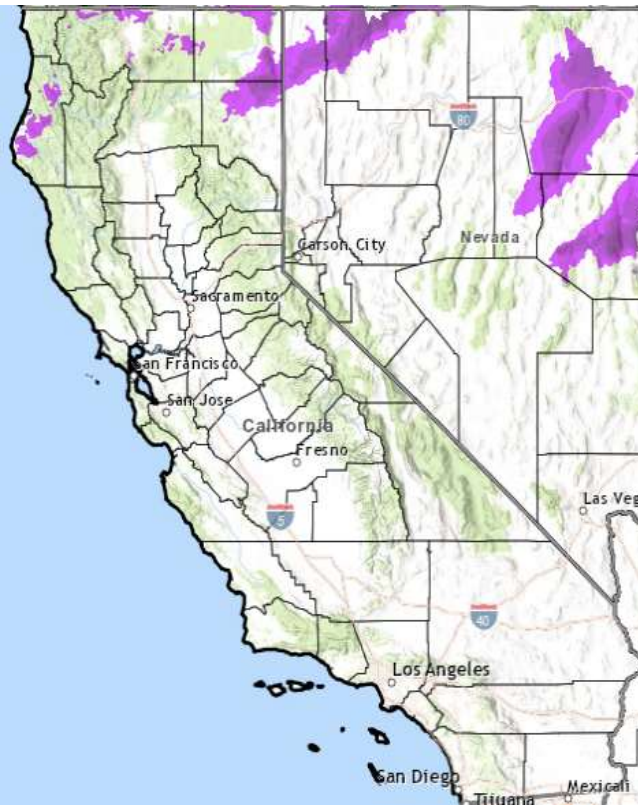 80
Carson City
Nevada
Sacramento
San Francisco
San Jose
California
Fresno
5
Las Veg
40
Los Angeles
San Diego
Tijuana
Mexicali